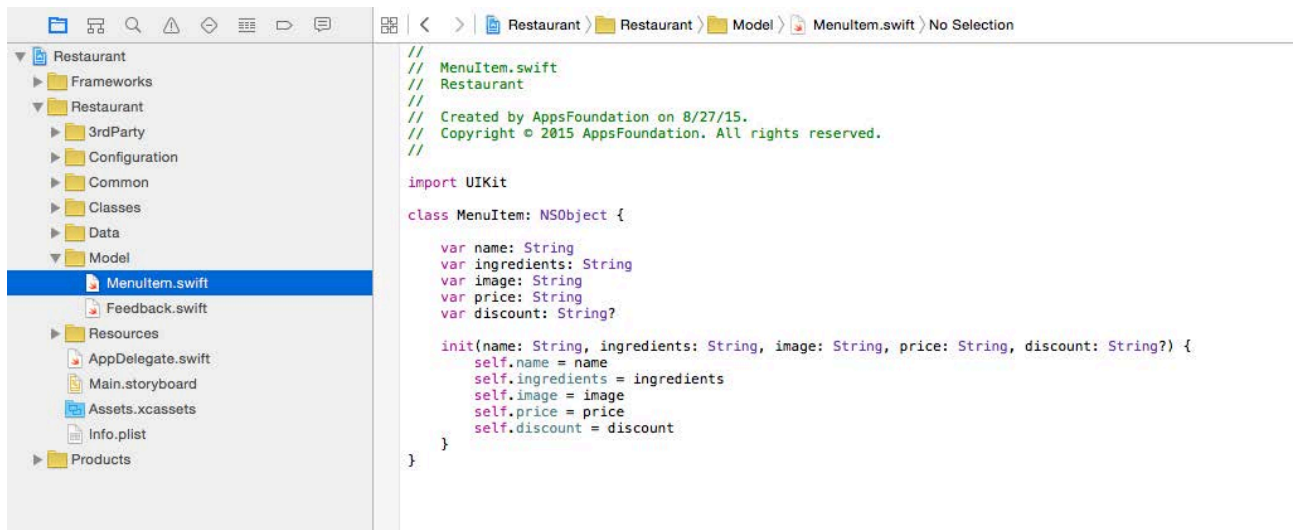 Restaurant
Frameworks
Restaurant
3rdParty
Configuration
Common
Classes
Data
Model
MenuItem.swift
Feedback.swift
Resources
AppDelegate.swift
Main.storyboard
Assets.xcassets
Info.plist
Products
Restaurant Restaurant Model MenuItem.swift No Selection
//
//  MenuItem.swift
//  Restaurant
//
//  Created by AppsFoundation on 8/27/15.
//  Copyright © 2015 AppsFoundation. All rights reserved.
//
import UIKit
class MenuItem: NSObject {
    var name: String
    var ingredients: String
    var image: String
    var price: String
    var discount: String?
    init(name: String, ingredients: String, image: String, price: String, discount: String?) {
        self.name = name
        self.ingredients = ingredients
        self.image = image
        self.price = price
        self.discount = discount
    }
}